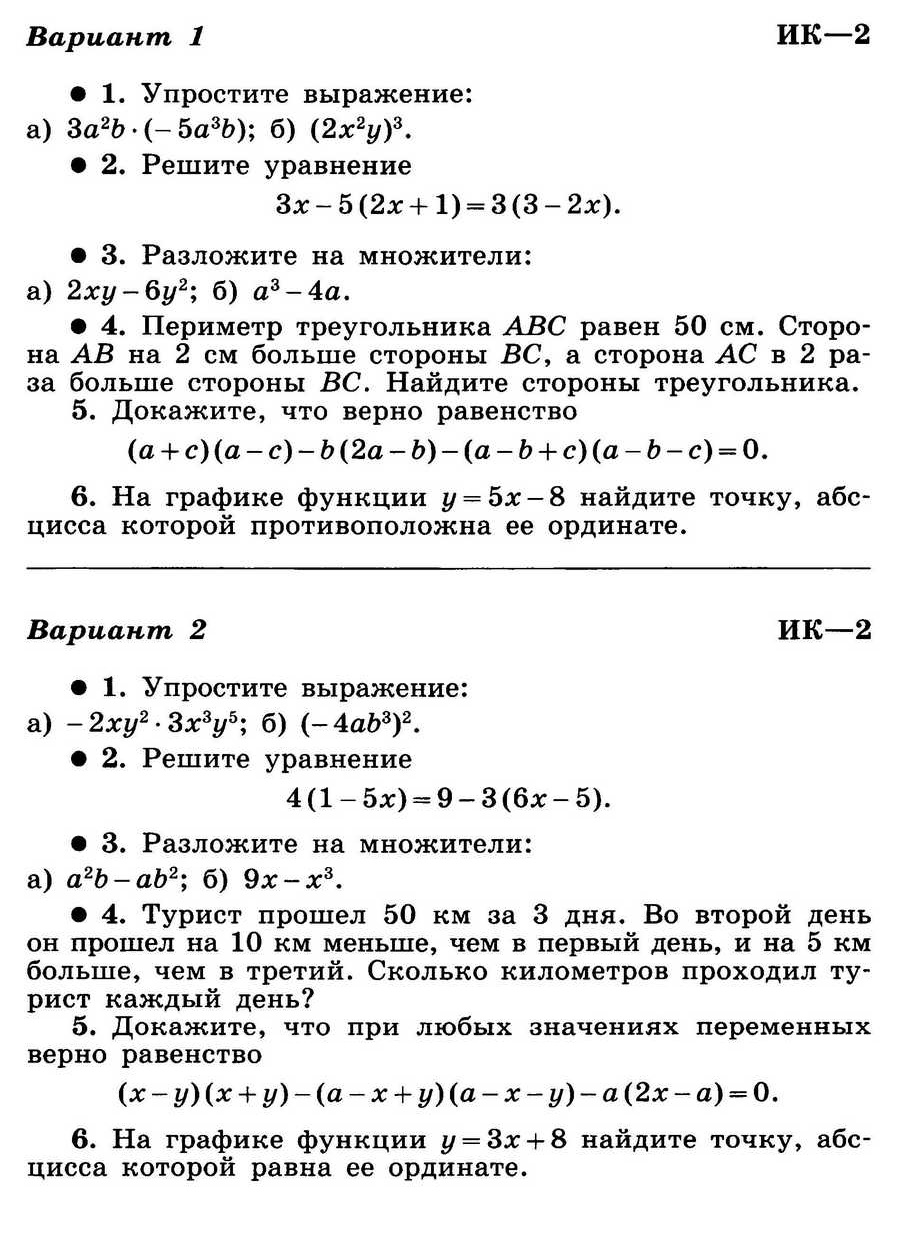 Вариант 1 ИК—2
• 1. Упростите выражение:
а) 3a²b · (– 5a³b); б) (2x²y)³.
• 2. Решите уравнение
3x – 5 (2x + 1) = 3 (3 – 2x).
• 3. Разложите на множители:
а) 2xy – 6y²; б) a³ – 4a.
• 4. Периметр треугольника ABC равен 50 см. Сторо-
на AB на 2 см больше стороны BC, а сторона AC в 2 ра-
за больше стороны BC. Найдите стороны треугольника.
5. Докажите, что верно равенство
(a + c) (a – c) – b (2a – b) – (a – b + c) (a – b – c) = 0.
6. На графике функции y = 5x – 8 найдите точку, абс-
цисса которой противоположна ее ординате.
Вариант 2 ИК—2
• 1. Упростите выражение:
а) – 2xy² · 3x³y⁵; б) (– 4ab³)².
• 2. Решите уравнение
4 (1 – 5x) = 9 – 3 (6x – 5).
• 3. Разложите на множители:
а) a²b – ab²; б) 9x – x³.
• 4. Турист прошел 50 км за 3 дня. Во второй день
он прошел на 10 км меньше, чем в первый день, и на 5 км
больше, чем в третий. Сколько километров проходил ту-
рист каждый день?
5. Докажите, что при любых значениях переменных
верно равенство
(x – y) (x + y) – (a – x + y) (a – x – y) – a (2x – a) = 0.
6. На графике функции y = 3x + 8 найдите точку, абс-
цисса которой равна ее ординате.